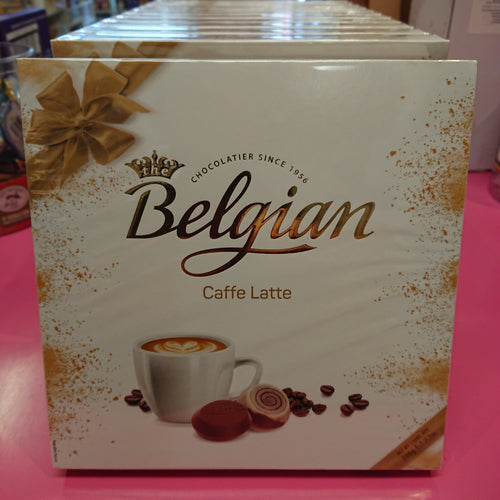 CHOCOLATIER SINCE 1956
the
Belgian
Caffe Latte